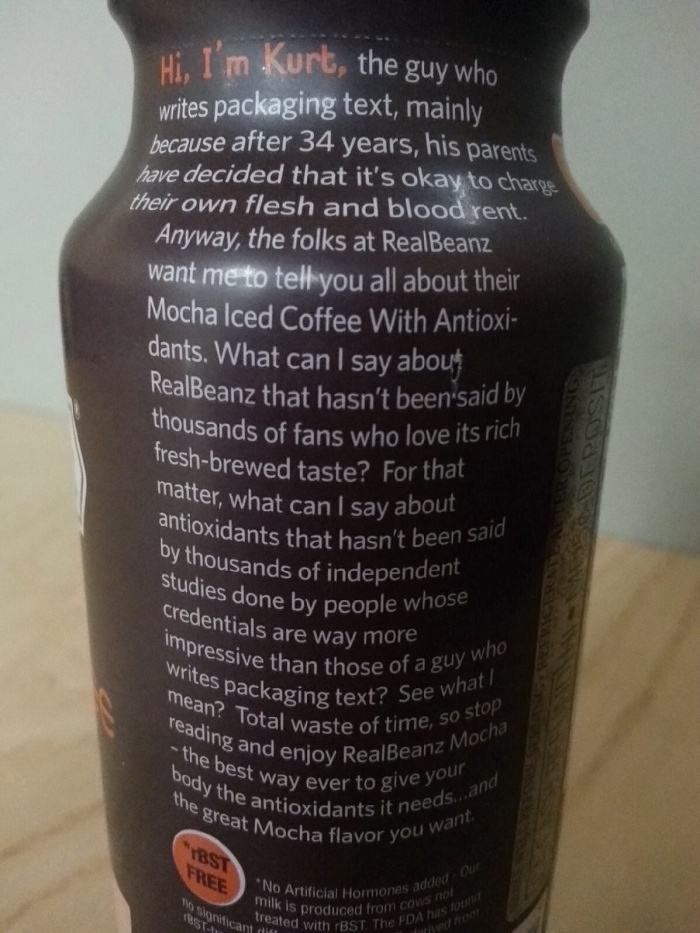 Hi, I'm Kurt, the guy who
writes packaging text, mainly
because after 34 years, his parents
have decided that it's okay to charge
their own flesh and blood rent.
Anyway, the folks at RealBeanz
want me to tell you all about their
Mocha Iced Coffee With Antioxi-
dants. What can I say about
RealBeanz that hasn't been said by
thousands of fans who love its rich
fresh-brewed taste? For that
matter, what can I say about
antioxidants that hasn't been said
by thousands of independent
studies done by people whose
credentials are way more
impressive than those of a guy who
writes packaging text? See what I
mean? Total waste of time, so stop
reading and enjoy RealBeanz Mocha
- the best way ever to give your
body the antioxidants it needs...and
the great Mocha flavor you want.
*rBST
FREE
*No Artificial Hormones added - Our
milk is produced from cows not
treated with rBST. The FDA has found
no significant
from
DEPOSIT
OPENING